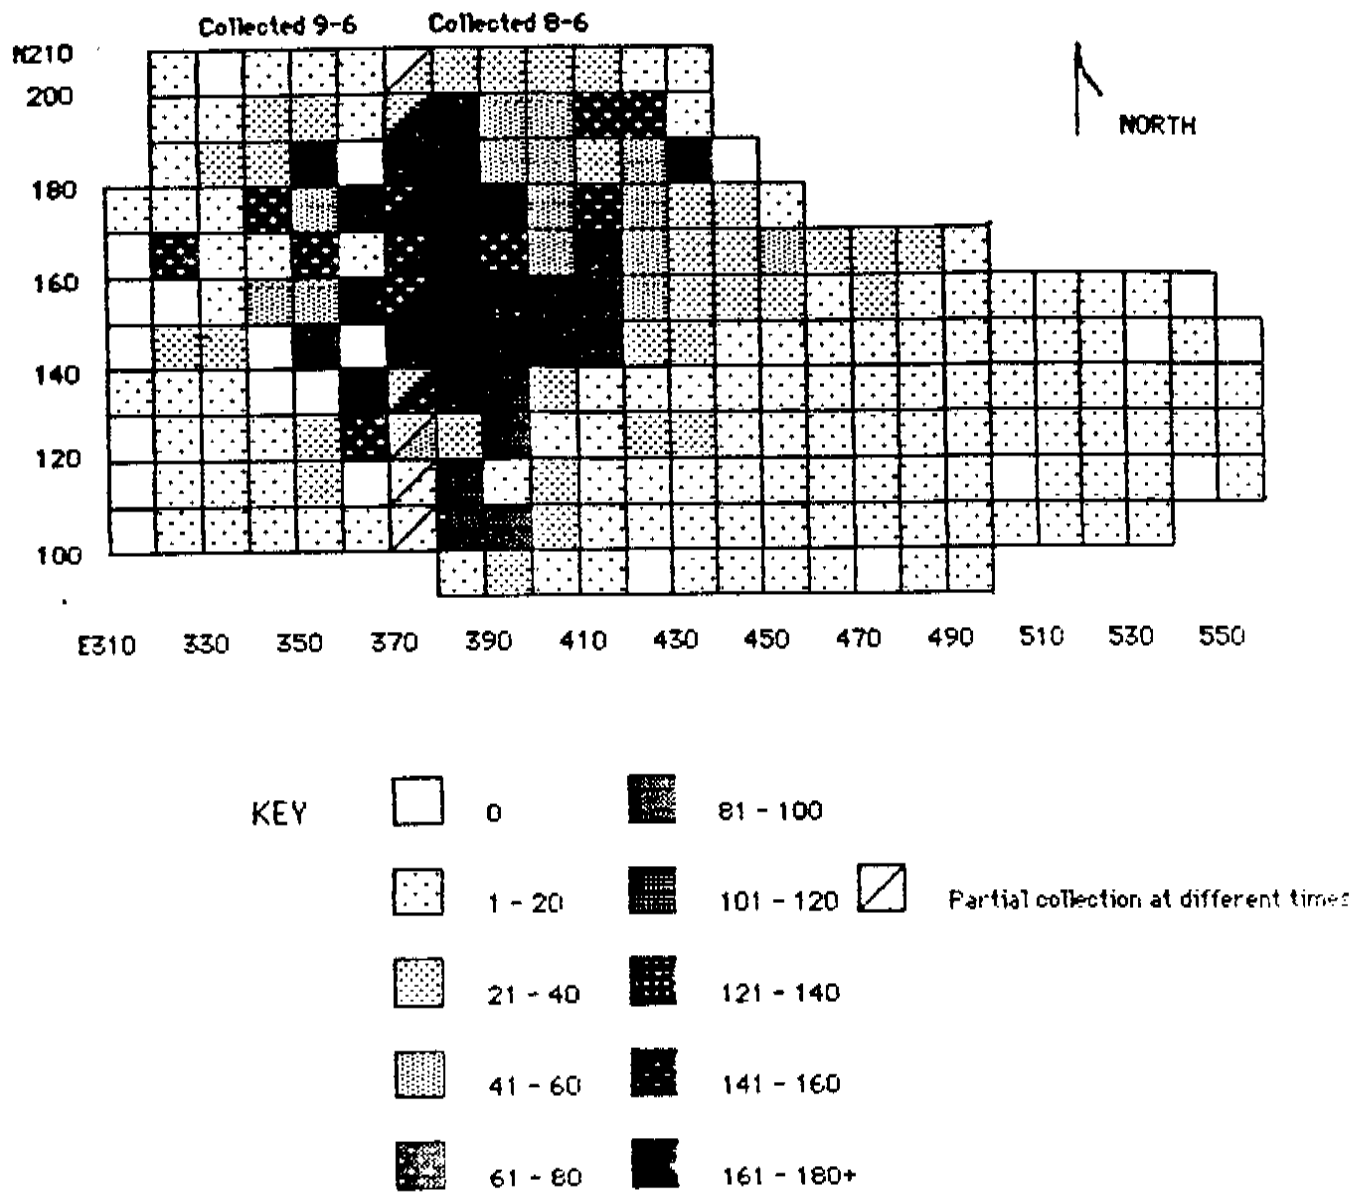 Collected 9-6 Collected 8-6
N210
200
NORTH
180
160
140
120
100
E310 330 350 370 390 410 430 450 470 490 510 530 550
KEY
0 81 - 100
1 - 20 101 - 120 Partial collection at different times
21 - 40 121 - 140
41 - 60 141 - 160
61 - 80 161 - 180+